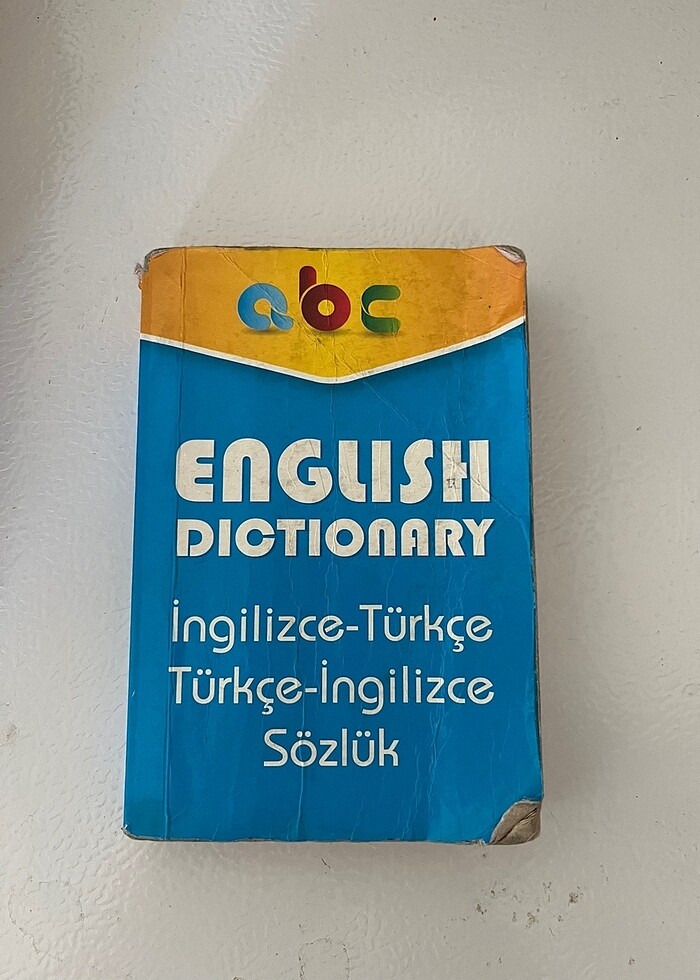 abc
ENGLISH
DICTIONARY
İngilizce-Türkçe
Türkçe-İngilizce
Sözlük